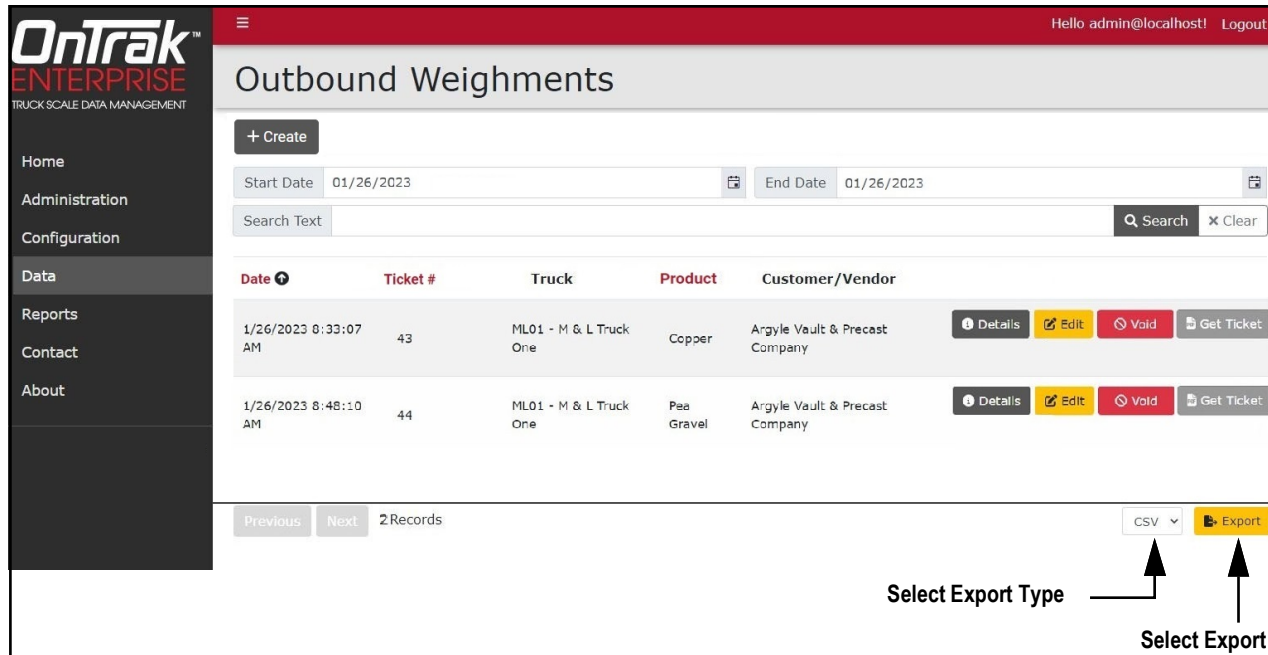 OnTrak™
ENTERPRISE
TRUCK SCALE DATA MANAGEMENT
Home
Administration
Configuration
Data
Reports
Contact
About
Hello admin@localhost! Logout
Outbound Weighments
+ Create
Start Date 01/26/2023 End Date 01/26/2023
Search Text Search × Clear
Date Ticket # Truck Product Customer/Vendor
1/26/2023 8:33:07 AM 43 ML01 - M & L Truck One Copper Argyle Vault & Precast Company Details Edit Void Get Ticket
1/26/2023 8:48:10 AM 44 ML01 - M & L Truck One Pea Gravel Argyle Vault & Precast Company Details Edit Void Get Ticket
Previous Next 2 Records CSV Export
Select Export Type
Select Export